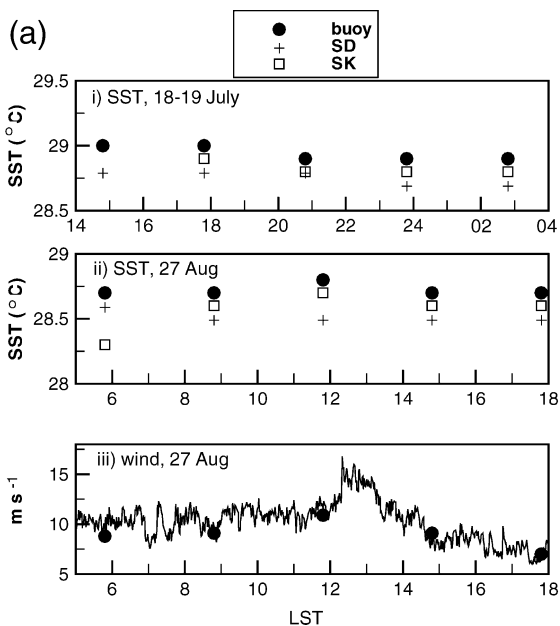 (a)
buoy
SD
SK
i) SST, 18-19 July
SST (°C)
29.5
29
28.5
14 16 18 20 22 24 02 04
ii) SST, 27 Aug
SST (°C)
29
28.5
28
6 8 10 12 14 16 18
iii) wind, 27 Aug
m s-1
15
10
5
6 8 10 12 14 16 18
LST